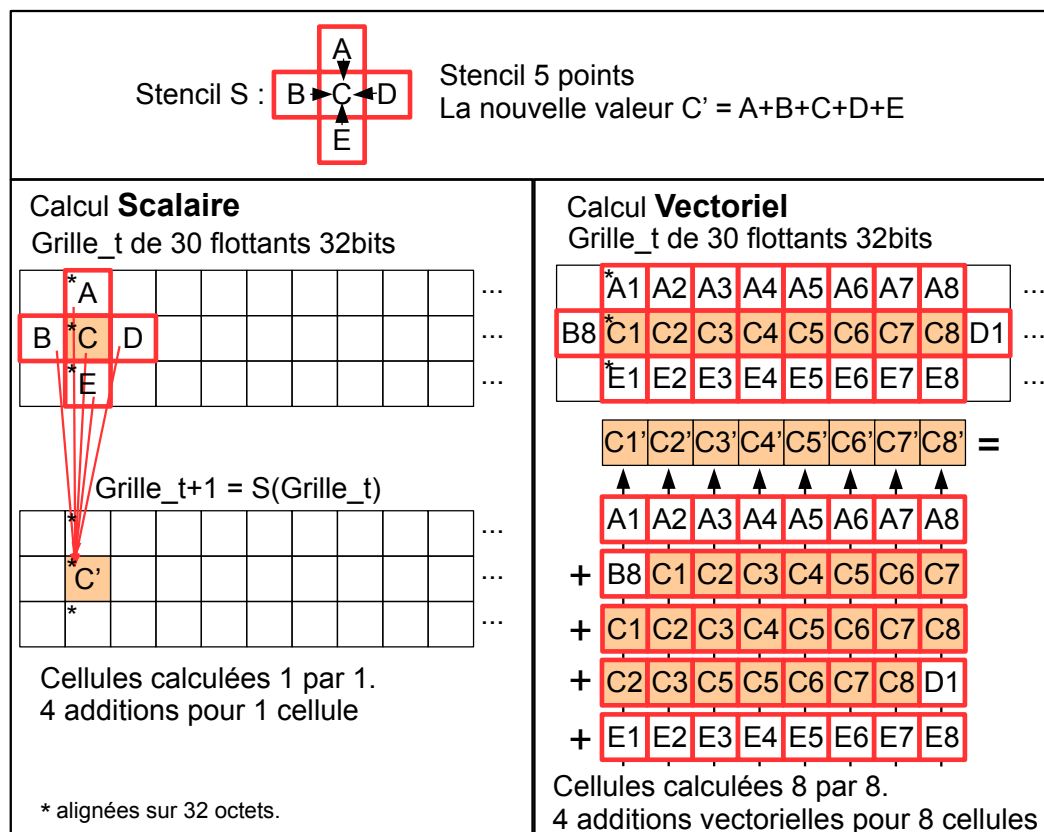 A
Stencil S : B C D
E
Stencil 5 points
La nouvelle valeur C’ = A+B+C+D+E
Calcul Scalaire
Grille_t de 30 flottants 32bits
* A ...
B * C D ...
* E ...
Grille_t+1 = S(Grille_t)
* ...
* C’ ...
* ...
Cellules calculées 1 par 1.
4 additions pour 1 cellule
* alignées sur 32 octets.
Calcul Vectoriel
Grille_t de 30 flottants 32bits
* A1 A2 A3 A4 A5 A6 A7 A8 ...
B8 * C1 C2 C3 C4 C5 C6 C7 C8 D1 ...
* E1 E2 E3 E4 E5 E6 E7 E8 ...
C1’ C2’ C3’ C4’ C5’ C6’ C7’ C8’ =
A1 A2 A3 A4 A5 A6 A7 A8
+ B8 C1 C2 C3 C4 C5 C6 C7
+ C1 C2 C3 C4 C5 C6 C7 C8
+ C2 C3 C5 C5 C6 C7 C8 D1
+ E1 E2 E3 E4 E5 E6 E7 E8
Cellules calculées 8 par 8.
4 additions vectorielles pour 8 cellules